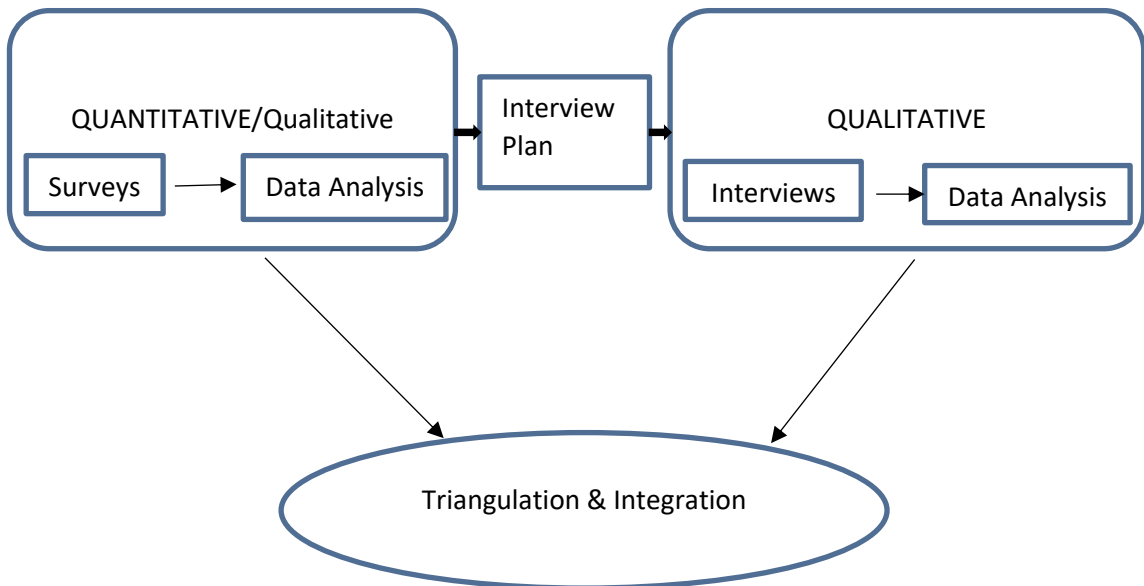 QUANTITATIVE/Qualitative
Surveys
Data Analysis
Interview
Plan
QUALITATIVE
Interviews
Data Analysis
Triangulation & Integration